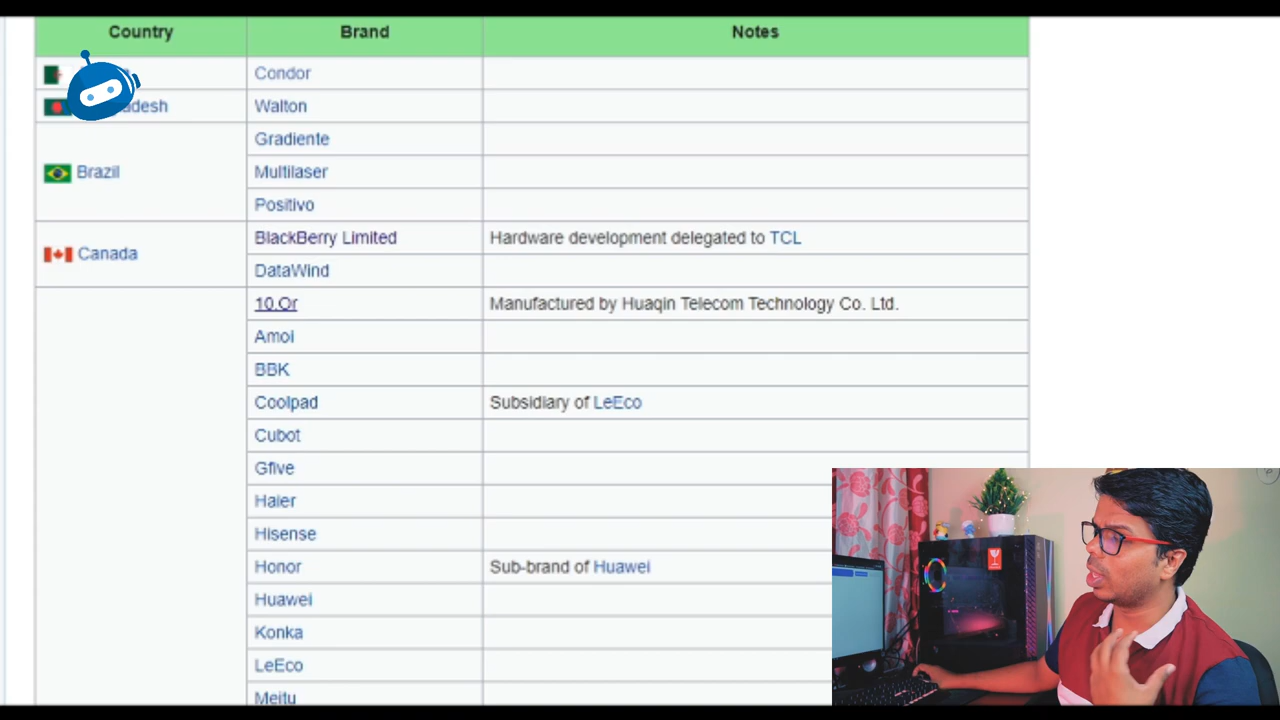 Country Brand Notes
Condor
adesh Walton
Gradiente
Brazil Multilaser
Positivo
BlackBerry Limited Hardware development delegated to TCL
Canada
DataWind
10.Or Manufactured by Huaqin Telecom Technology Co. Ltd.
Amoi
BBK
Coolpad Subsidiary of LeEco
Cubot
Gfive
Haier
Hisense
Honor Sub-brand of Huawei
Huawei
Konka
LeEco
Meitu